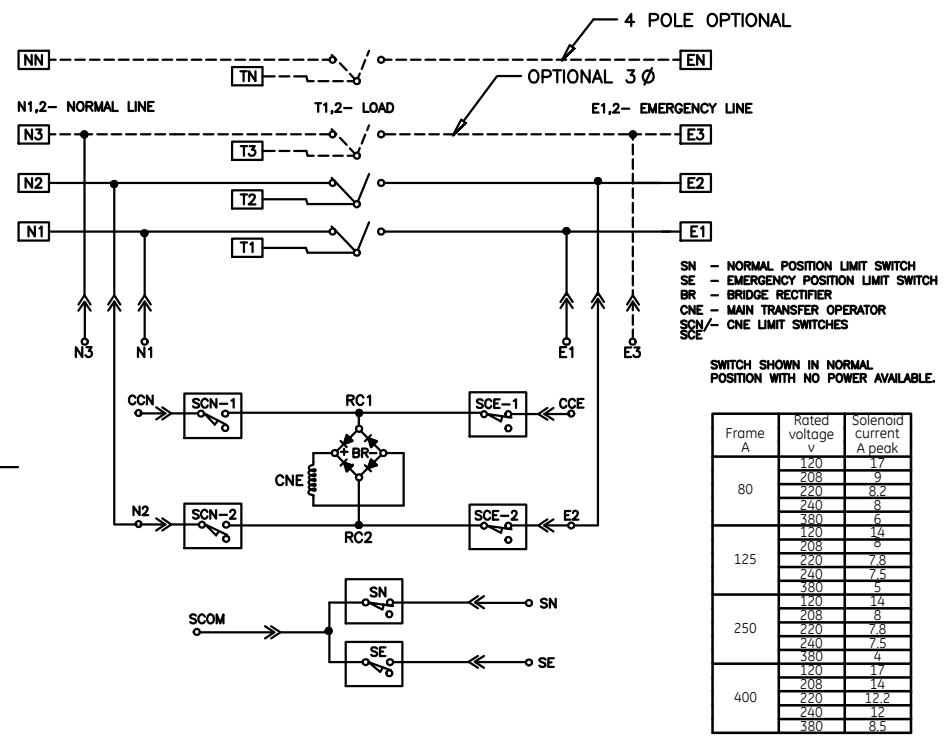 4 POLE OPTIONAL
NN
TN
EN
OPTIONAL 3 Ø
N1,2- NORMAL LINE
T1,2- LOAD
E1,2- EMERGENCY LINE
N3
T3
E3
N2
T2
E2
N1
T1
E1
SN - NORMAL POSITION LIMIT SWITCH
SE - EMERGENCY POSITION LIMIT SWITCH
BR - BRIDGE RECTIFIER
CNE - MAIN TRANSFER OPERATOR
SCN/- CNE LIMIT SWITCHES
SCE
N3
N1
E1
E3
SWITCH SHOWN IN NORMAL
POSITION WITH NO POWER AVAILABLE.
CCN
SCN-1
RC1
SCE-1
CCE
+ BR-
CNE
N2
SCN-2
RC2
SCE-2
E2
SCOM
SN
SN
SE
SE
Frame A Rated voltage v Solenoid current A peak
80 120 17
208 9
220 8.2
240 8
380 6
125 120 14
208 8
220 7.8
240 7.5
380 5
250 120 14
208 8
220 7.8
240 7.5
380 4
400 120 17
208 14
220 12.2
240 12
380 8.5